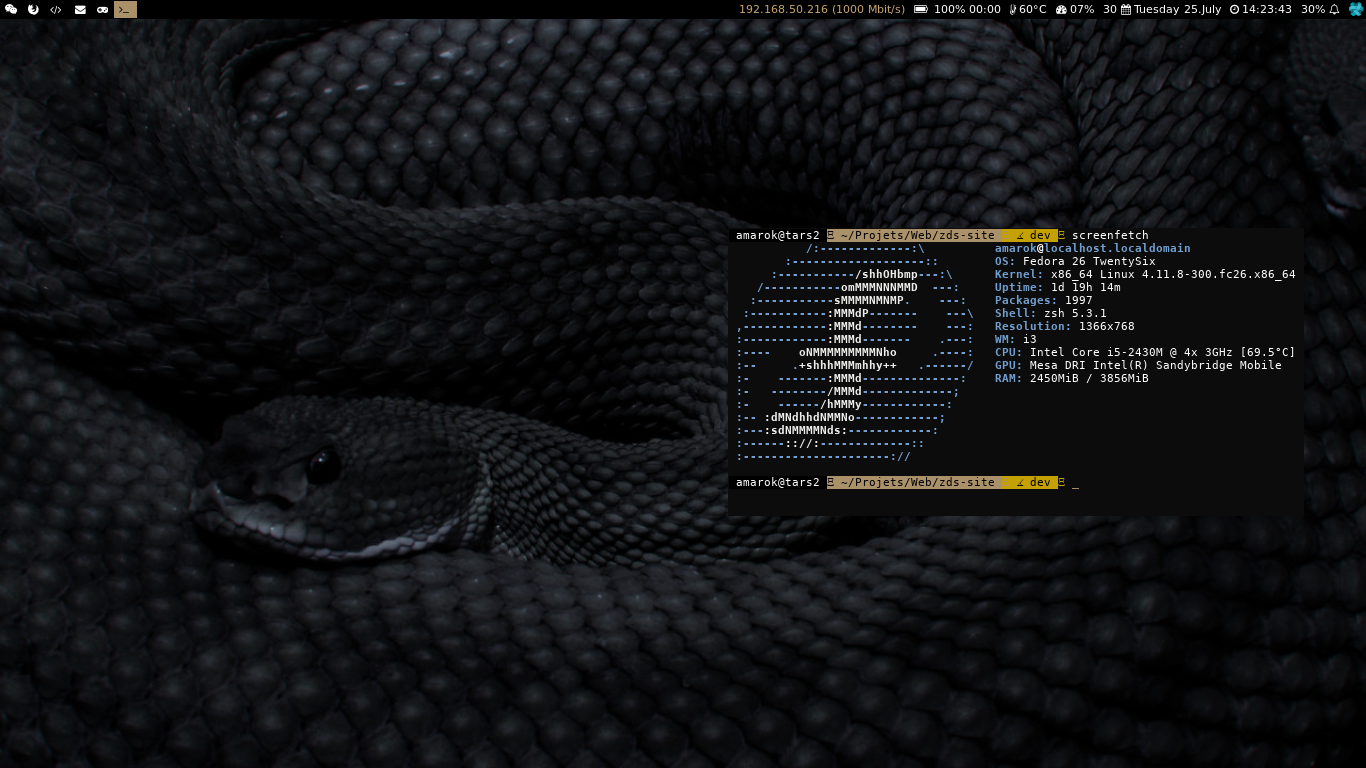 192.168.50.216 (1000 Mbit/s) 100% 00:00 60°C 07% 30 Tuesday 25.July 14:23:43 30%
amarok@tars2 Ξ ~/Projets/Web/zds-site dev Ξ screenfetch
/:-------------:\ amarok@localhost.localdomain
:-------------------:: OS: Fedora 26 TwentySix
:-----------/shhOHbmp---:\ Kernel: x86_64 Linux 4.11.8-300.fc26.x86_64
/-----------omMMMNNNMMD ---: Uptime: 1d 19h 14m
:-----------sMMMMNMNMP. ---: Packages: 1997
:-----------:MMMdP------- ---\ Shell: zsh 5.3.1
,------------:MMMd-------- ---: Resolution: 1366x768
:------------:MMMd------- .---: WM: i3
:---- oNMMMMMMMMMNho .----: CPU: Intel Core i5-2430M @ 4x 3GHz [69.5°C]
:-- .+shhhMMMmhhy++ .------/ GPU: Mesa DRI Intel(R) Sandybridge Mobile
:- -------:MMMd--------------: RAM: 2450MiB / 3856MiB
:- --------/MMMd-------------;
:- ------/hMMMy------------:
:-- :dMNdhhdNMMNo------------;
:---:sdNMMMMNds:------------:
:------:://:-------------::
:---------------------://
amarok@tars2 Ξ ~/Projets/Web/zds-site dev Ξ _